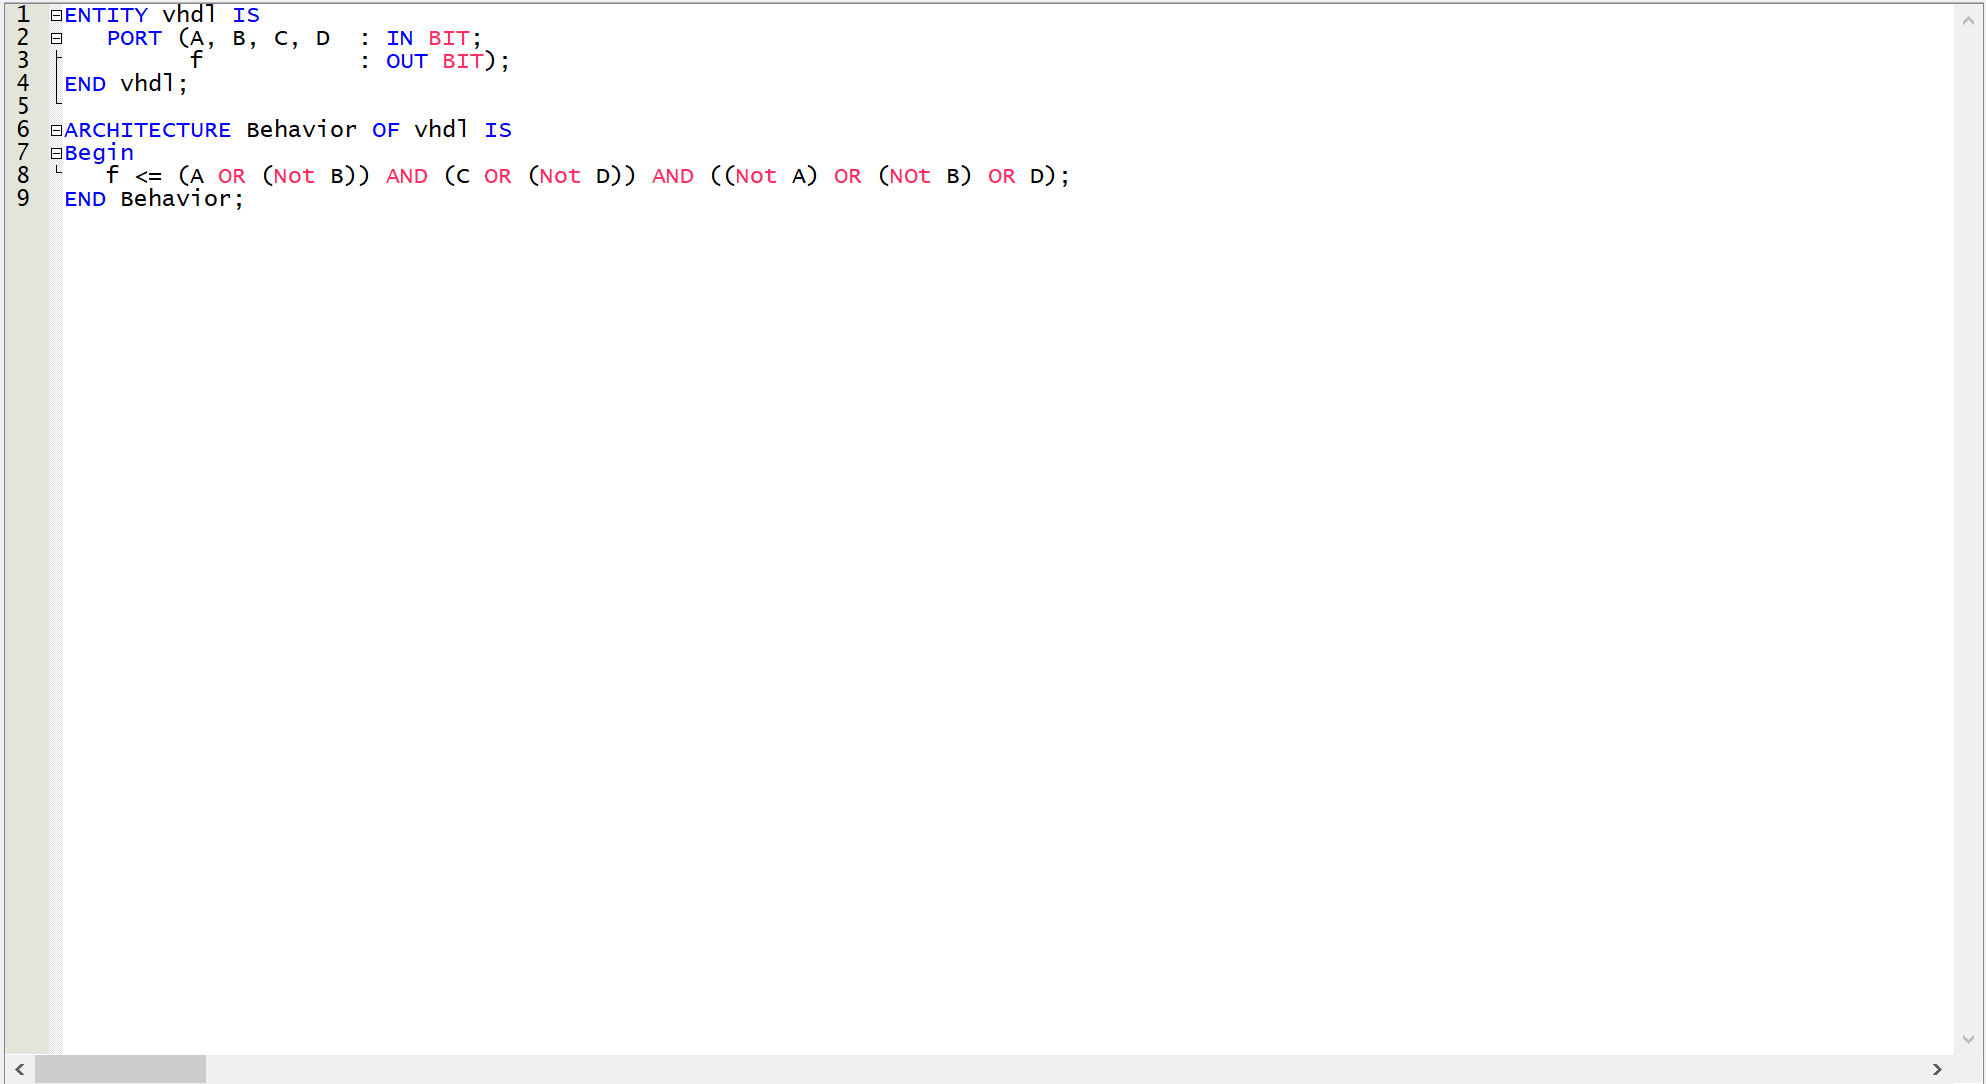 1 ENTITY vhdl IS
2    PORT (A, B, C, D  : IN BIT;
3          f           : OUT BIT);
4 END vhdl;
5
6 ARCHITECTURE Behavior OF vhdl IS
7 Begin
8    f <= (A OR (Not B)) AND (C OR (Not D)) AND ((Not A) OR (NOt B) OR D);
9 END Behavior;